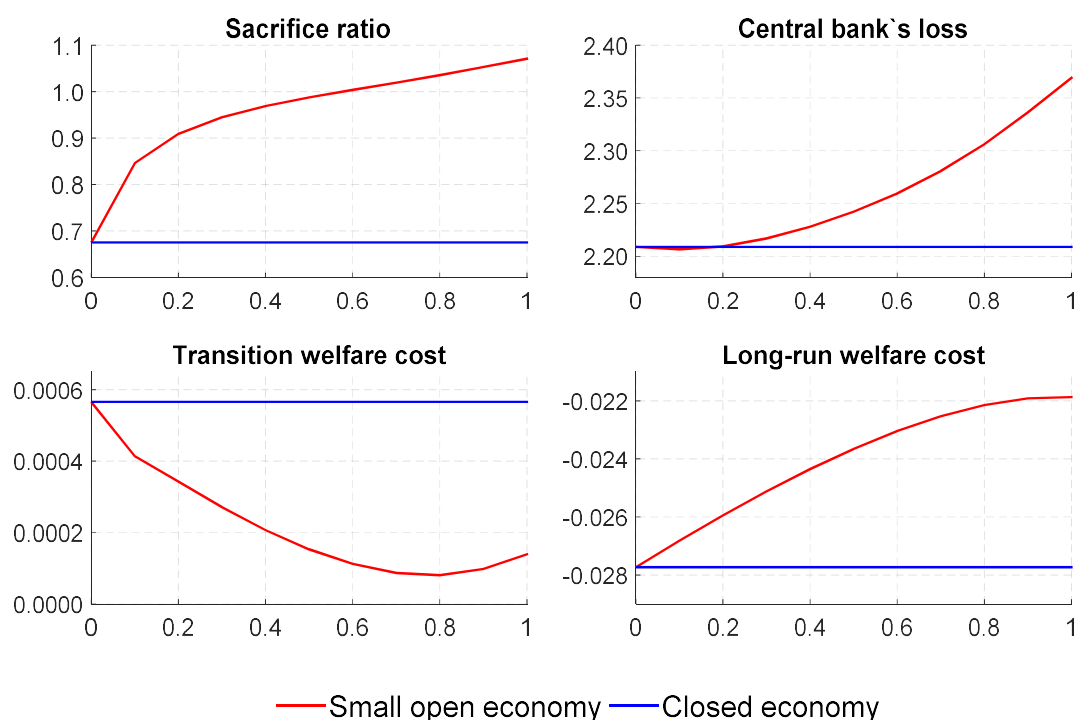 Sacrifice ratio
1.1
1.0
0.9
0.8
0.7
0.6
0 0.2 0.4 0.6 0.8 1
Central bank`s loss
2.40
2.35
2.30
2.25
2.20
0 0.2 0.4 0.6 0.8 1
Transition welfare cost
0.0006
0.0004
0.0002
0.0000
0 0.2 0.4 0.6 0.8 1
Long-run welfare cost
-0.022
-0.024
-0.026
-0.028
0 0.2 0.4 0.6 0.8 1
Small open economy Closed economy